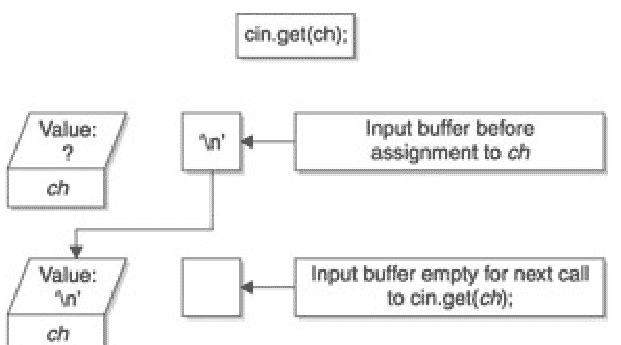 cin.get(ch);
Value:
?
ch
'\n'
Input buffer before
assignment to ch
Value:
'\n'
ch
Input buffer empty for next call
to cin.get(ch);